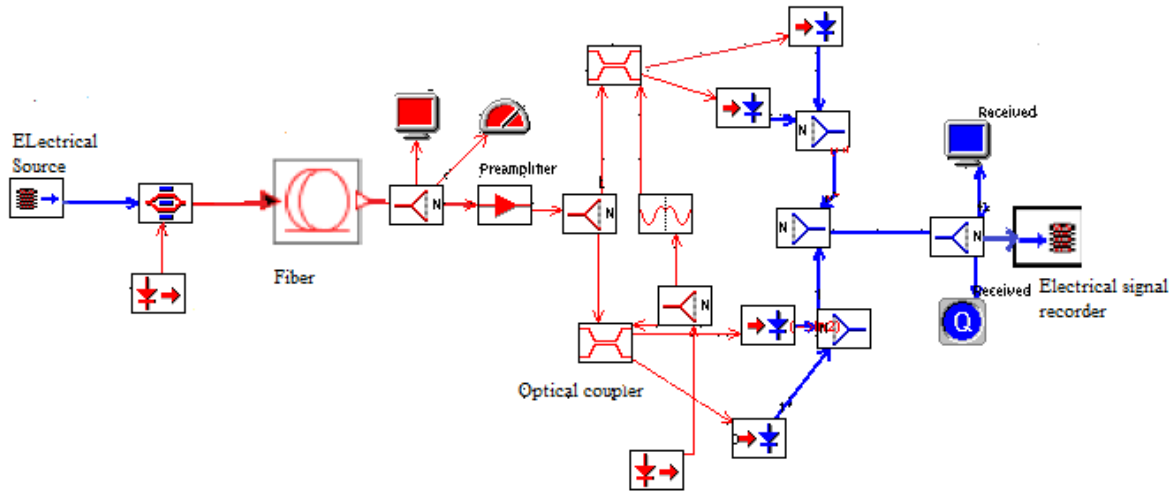 ELectrical
Source
Fiber
N
Preamplifier
N
N
Optical coupler
N
N
N
N
Received
Received
Q
Electrical signal
recorder